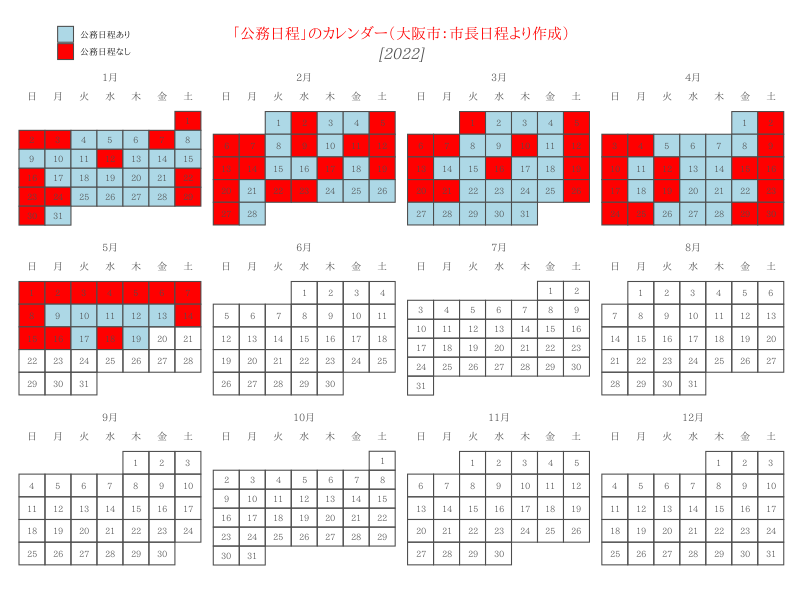 公務日程あり
公務日程なし
「公務日程」のカレンダー(大阪市:市長日程より作成)
[2022]
1月
日 月 火 水 木 金 土
1
2 3 4 5 6 7 8
9 10 11 12 13 14 15
16 17 18 19 20 21 22
23 24 25 26 27 28 29
30 31
2月
日 月 火 水 木 金 土
1 2 3 4 5
6 7 8 9 10 11 12
13 14 15 16 17 18 19
20 21 22 23 24 25 26
27 28
3月
日 月 火 水 木 金 土
1 2 3 4 5
6 7 8 9 10 11 12
13 14 15 16 17 18 19
20 21 22 23 24 25 26
27 28 29 30 31
4月
日 月 火 水 木 金 土
1 2
3 4 5 6 7 8 9
10 11 12 13 14 15 16
17 18 19 20 21 22 23
24 25 26 27 28 29 30
5月
日 月 火 水 木 金 土
1 2 3 4 5 6 7
8 9 10 11 12 13 14
15 16 17 18 19 20 21
22 23 24 25 26 27 28
29 30 31
6月
日 月 火 水 木 金 土
1 2 3 4
5 6 7 8 9 10 11
12 13 14 15 16 17 18
19 20 21 22 23 24 25
26 27 28 29 30
7月
日 月 火 水 木 金 土
1 2
3 4 5 6 7 8 9
10 11 12 13 14 15 16
17 18 19 20 21 22 23
24 25 26 27 28 29 30
31
8月
日 月 火 水 木 金 土
1 2 3 4 5 6
7 8 9 10 11 12 13
14 15 16 17 18 19 20
21 22 23 24 25 26 27
28 29 30 31
9月
日 月 火 水 木 金 土
1 2 3
4 5 6 7 8 9 10
11 12 13 14 15 16 17
18 19 20 21 22 23 24
25 26 27 28 29 30
10月
日 月 火 水 木 金 土
1
2 3 4 5 6 7 8
9 10 11 12 13 14 15
16 17 18 19 20 21 22
23 24 25 26 27 28 29
30 31
11月
日 月 火 水 木 金 土
1 2 3 4 5
6 7 8 9 10 11 12
13 14 15 16 17 18 19
20 21 22 23 24 25 26
27 28 29 30
12月
日 月 火 水 木 金 土
1 2 3
4 5 6 7 8 9 10
11 12 13 14 15 16 17
18 19 20 21 22 23 24
25 26 27 28 29 30 31